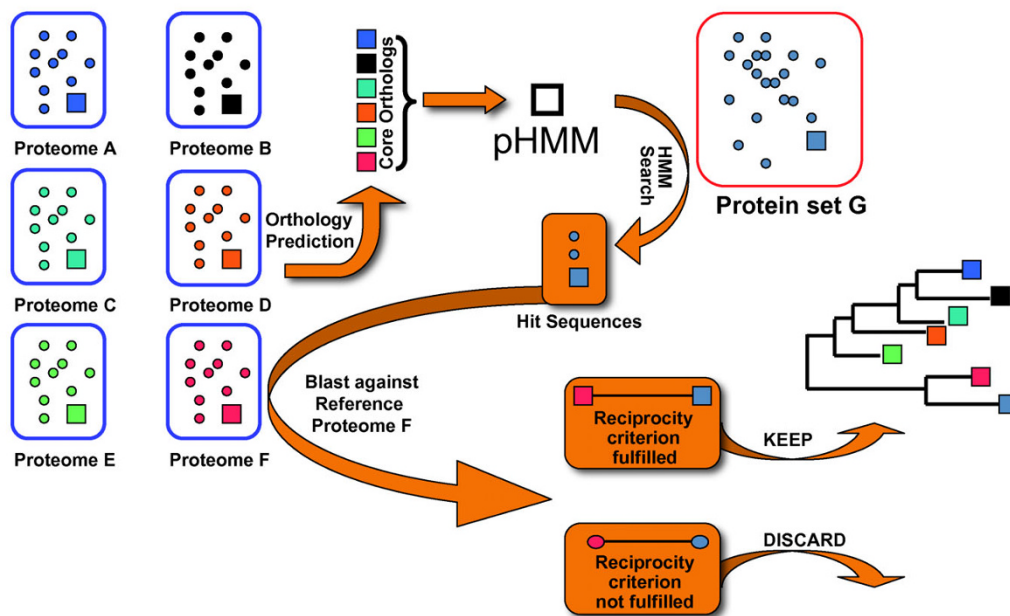 Proteome A
Proteome B
Core Orthologs
pHMM
HMM
Search
Protein set G
Proteome C
Proteome D
Orthology
Prediction
Hit Sequences
Proteome E
Proteome F
Blast against
Reference
Proteome F
Reciprocity
criterion
fulfilled
KEEP
Reciprocity
criterion
not fulfilled
DISCARD